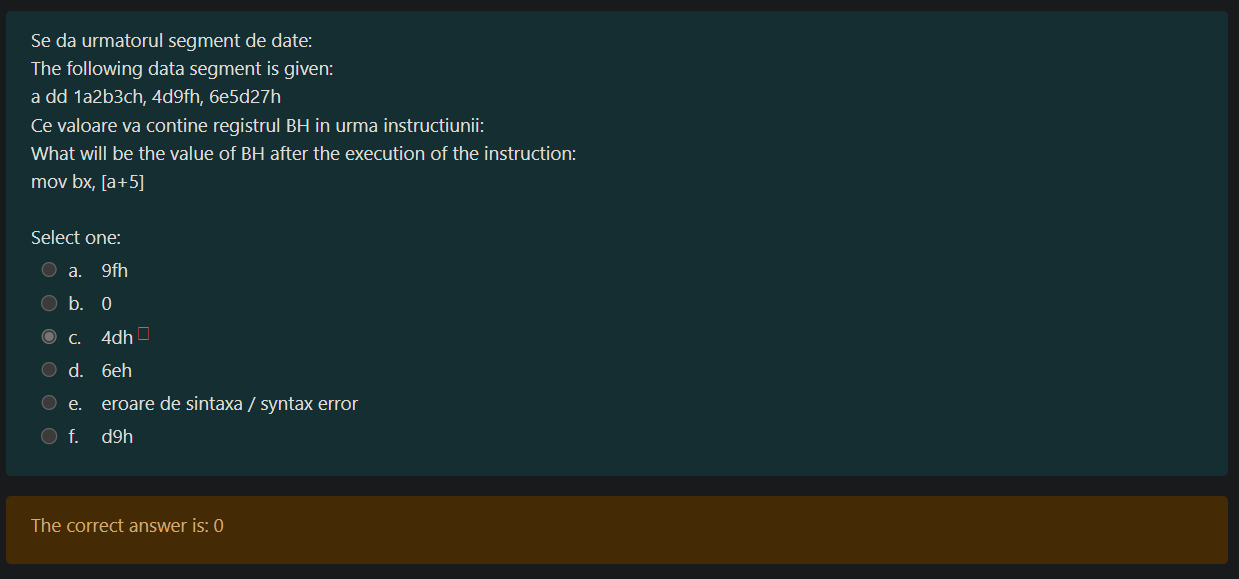 Se da urmatorul segment de date:
The following data segment is given:
a dd 1a2b3ch, 4d9fh, 6e5d27h
Ce valoare va contine registrul BH in urma instructiunii:
What will be the value of BH after the execution of the instruction:
mov bx, [a+5]
Select one:
a. 9fh
b. 0
c. 4dh
d. 6eh
e. eroare de sintaxa / syntax error
f. d9h
The correct answer is: 0